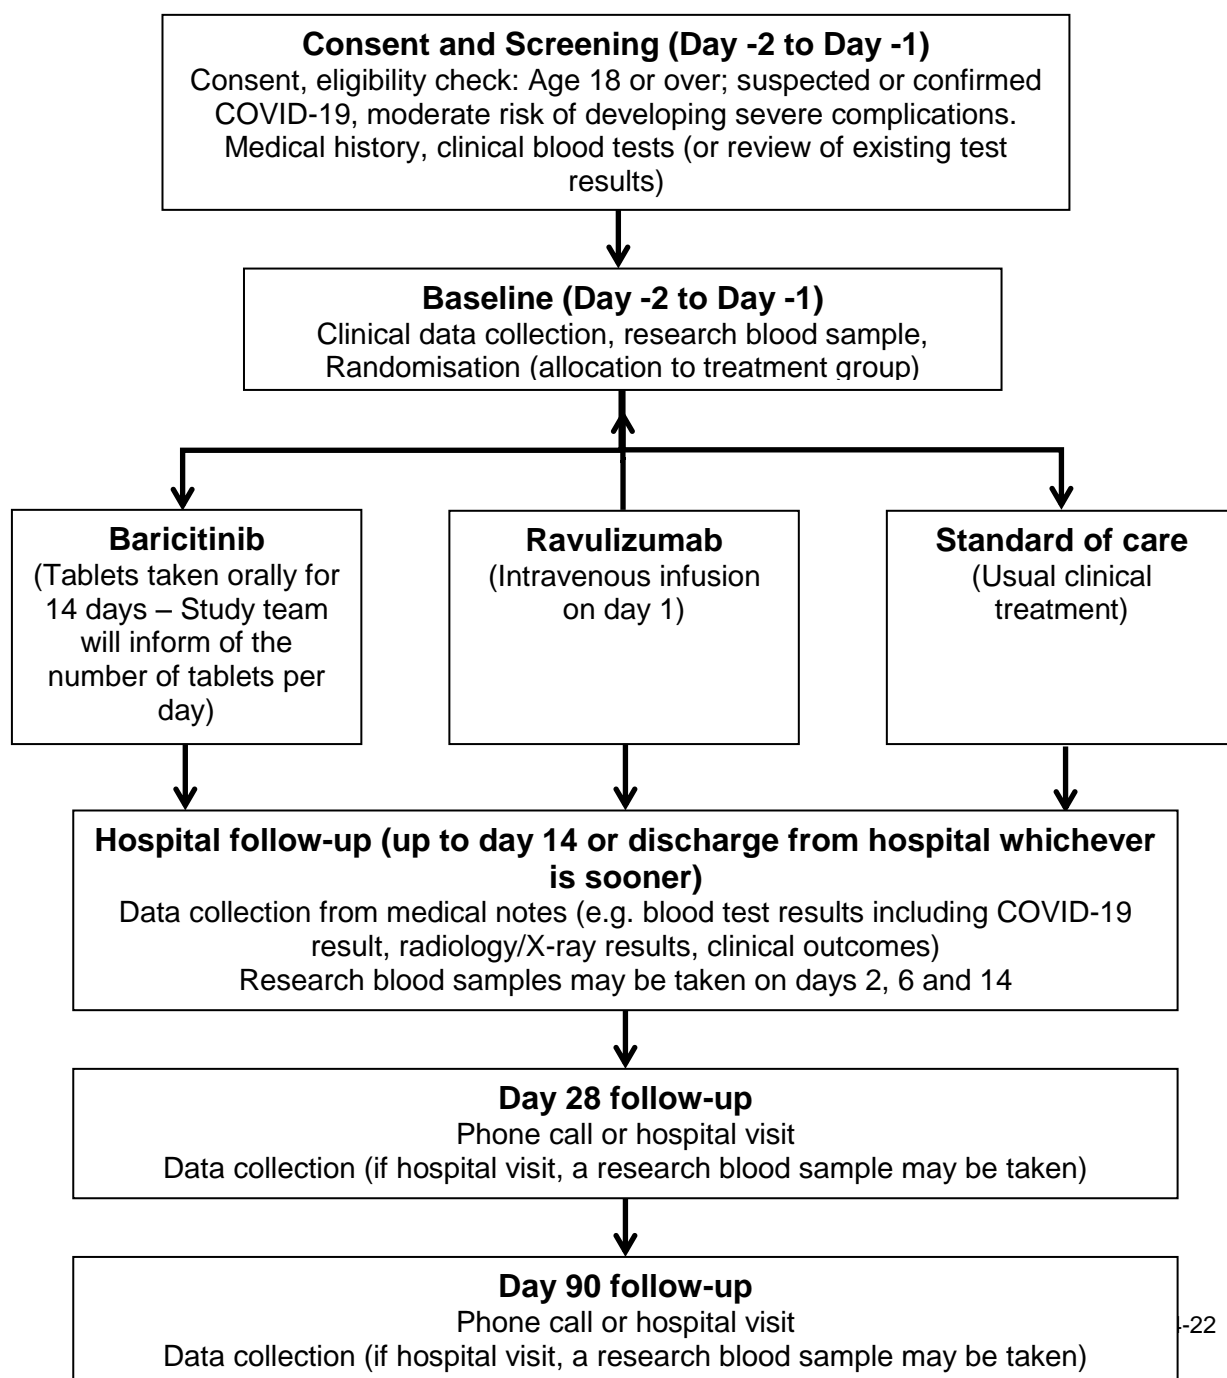 Consent and Screening (Day -2 to Day -1)
Consent, eligibility check: Age 18 or over; suspected or confirmed
COVID-19, moderate risk of developing severe complications.
Medical history, clinical blood tests (or review of existing test
results)
Baseline (Day -2 to Day -1)
Clinical data collection, research blood sample,
Randomisation (allocation to treatment group)
Baricitinib
(Tablets taken orally for
14 days – Study team
will inform of the
number of tablets per
day)
Ravulizumab
(Intravenous infusion
on day 1)
Standard of care
(Usual clinical
treatment)
Hospital follow-up (up to day 14 or discharge from hospital whichever
is sooner)
Data collection from medical notes (e.g. blood test results including COVID-19
result, radiology/X-ray results, clinical outcomes)
Research blood samples may be taken on days 2, 6 and 14
Day 28 follow-up
Phone call or hospital visit
Data collection (if hospital visit, a research blood sample may be taken)
Day 90 follow-up
Phone call or hospital visit
-22
Data collection (if hospital visit, a research blood sample may be taken)